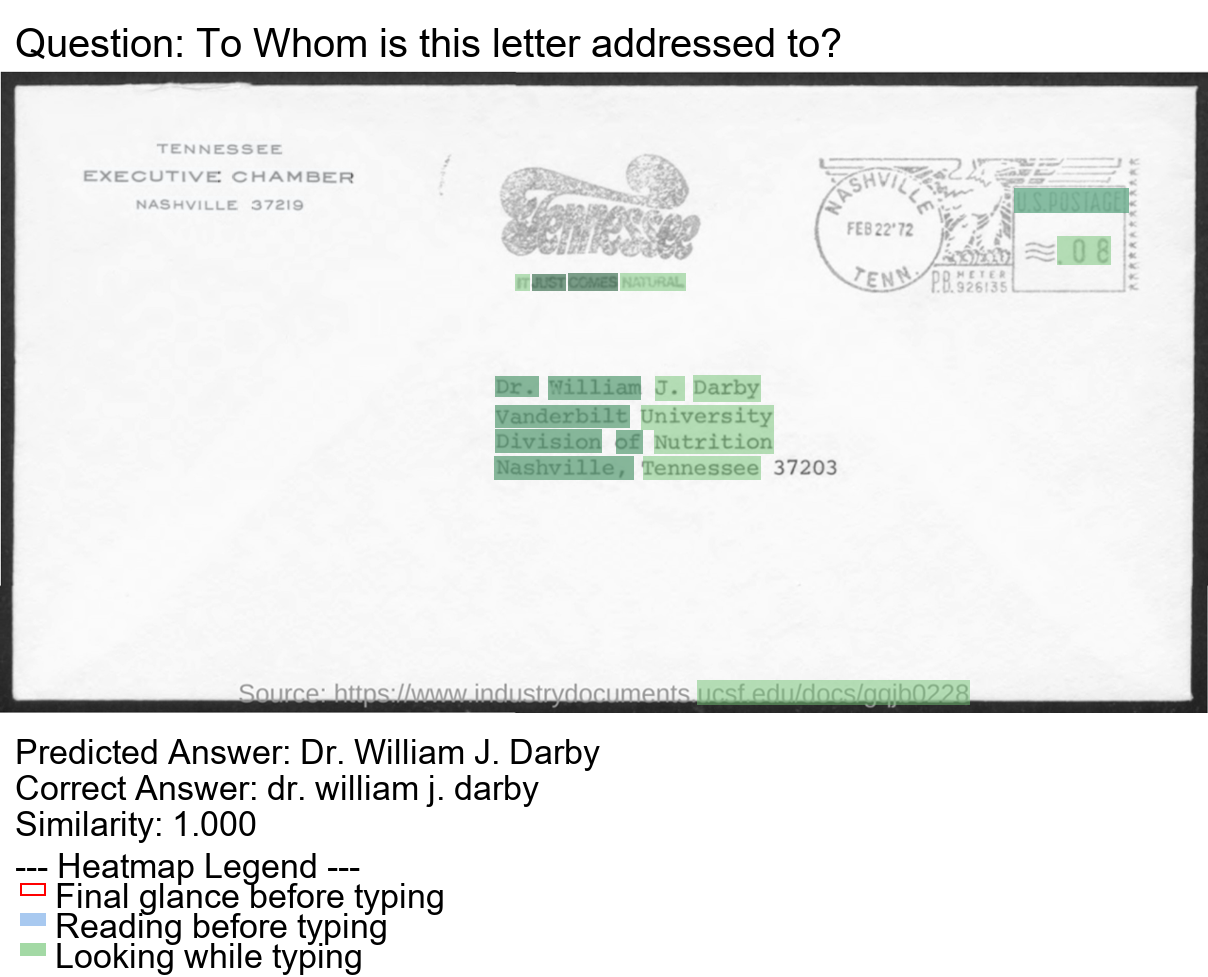 Question: To Whom is this letter addressed to?
TENNESSEE
EXECUTIVE CHAMBER
NASHVILLE 37219
Tennessee
IT JUST COMES NATURAL
NASHVILLE
FEB 22'72
TENN.
P.B. METER
926135
U.S. POSTAGE
.08
Dr. William J. Darby
Vanderbilt University
Division of Nutrition
Nashville, Tennessee 37203
Source: https://www.industrydocuments.ucsf.edu/docs/gqjb0228
Predicted Answer: Dr. William J. Darby
Correct Answer: dr. william j. darby
Similarity: 1.000
--- Heatmap Legend ---
Final glance before typing
Reading before typing
Looking while typing